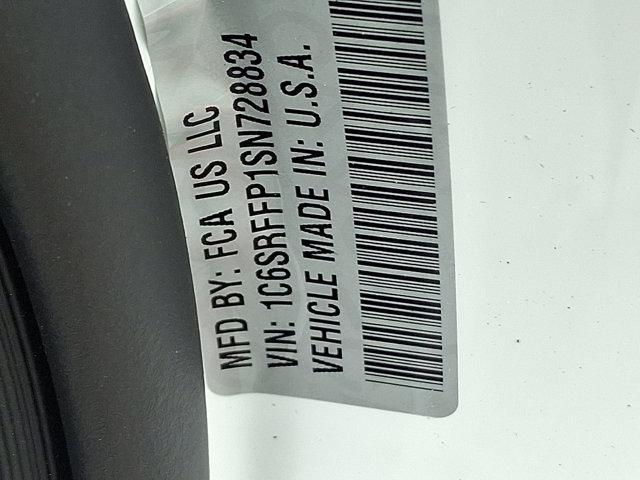 MFD BY: FCA US LLC
VIN: 1C6SRFFP1SN728834
VEHICLE MADE IN: U.S.A.